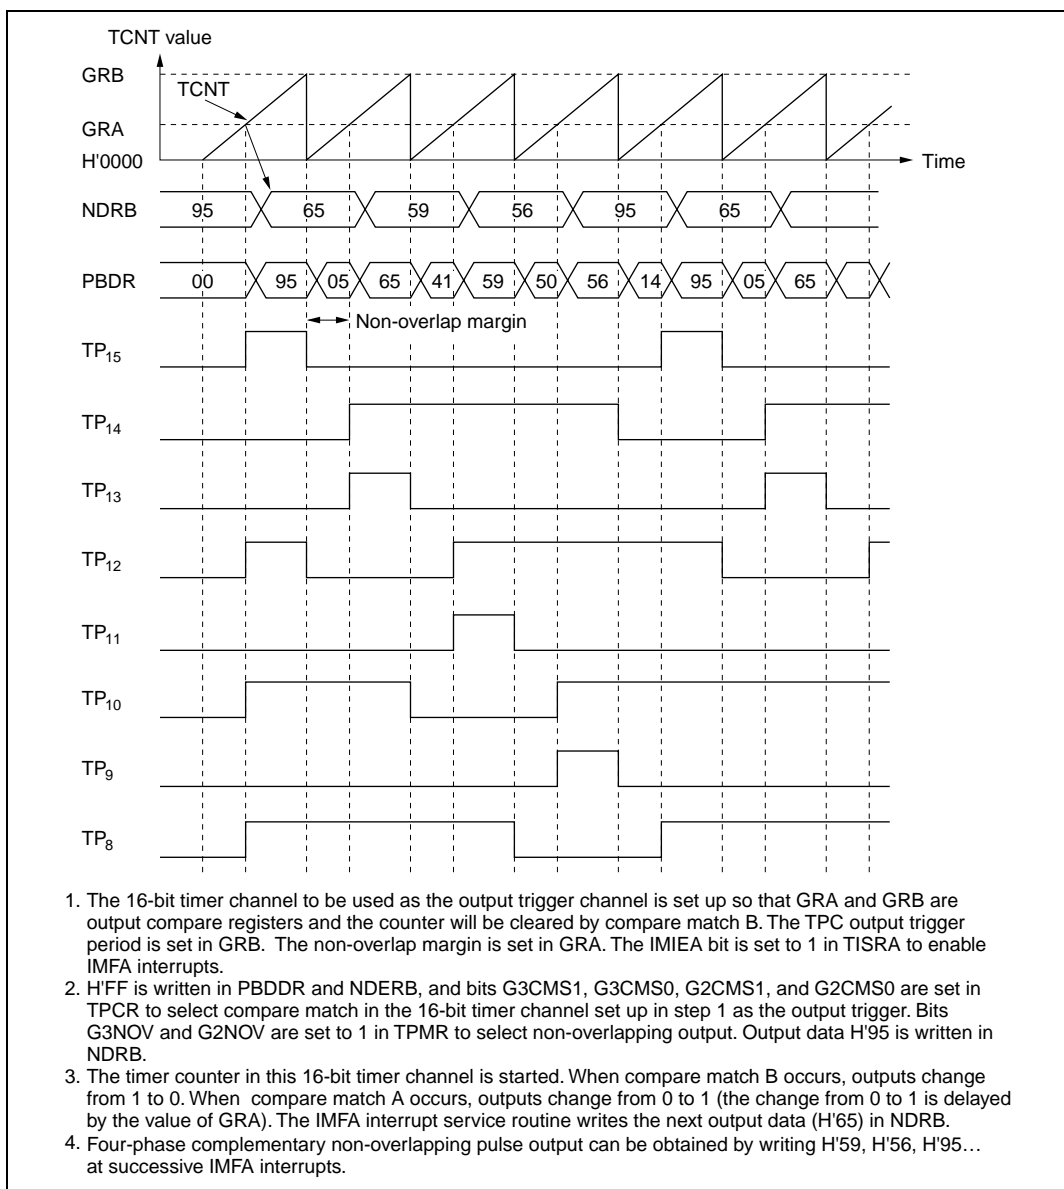 TCNT value
GRB
TCNT
GRA
H'0000
Time
NDRB 95 65 59 56 95 65
PBDR 00 95 05 65 41 59 50 56 14 95 05 65
Non-overlap margin
TP15
TP14
TP13
TP12
TP11
TP10
TP9
TP8
1. The 16-bit timer channel to be used as the output trigger channel is set up so that GRA and GRB are
output compare registers and the counter will be cleared by compare match B. The TPC output trigger
period is set in GRB. The non-overlap margin is set in GRA. The IMIEA bit is set to 1 in TISRA to enable
IMFA interrupts.
2. H'FF is written in PBDDR and NDERB, and bits G3CMS1, G3CMS0, G2CMS1, and G2CMS0 are set in
TPCR to select compare match in the 16-bit timer channel set up in step 1 as the output trigger. Bits
G3NOV and G2NOV are set to 1 in TPMR to select non-overlapping output. Output data H'95 is written in
NDRB.
3. The timer counter in this 16-bit timer channel is started. When compare match B occurs, outputs change
from 1 to 0. When compare match A occurs, outputs change from 0 to 1 (the change from 0 to 1 is delayed
by the value of GRA). The IMFA interrupt service routine writes the next output data (H'65) in NDRB.
4. Four-phase complementary non-overlapping pulse output can be obtained by writing H'59, H'56, H'95…
at successive IMFA interrupts.